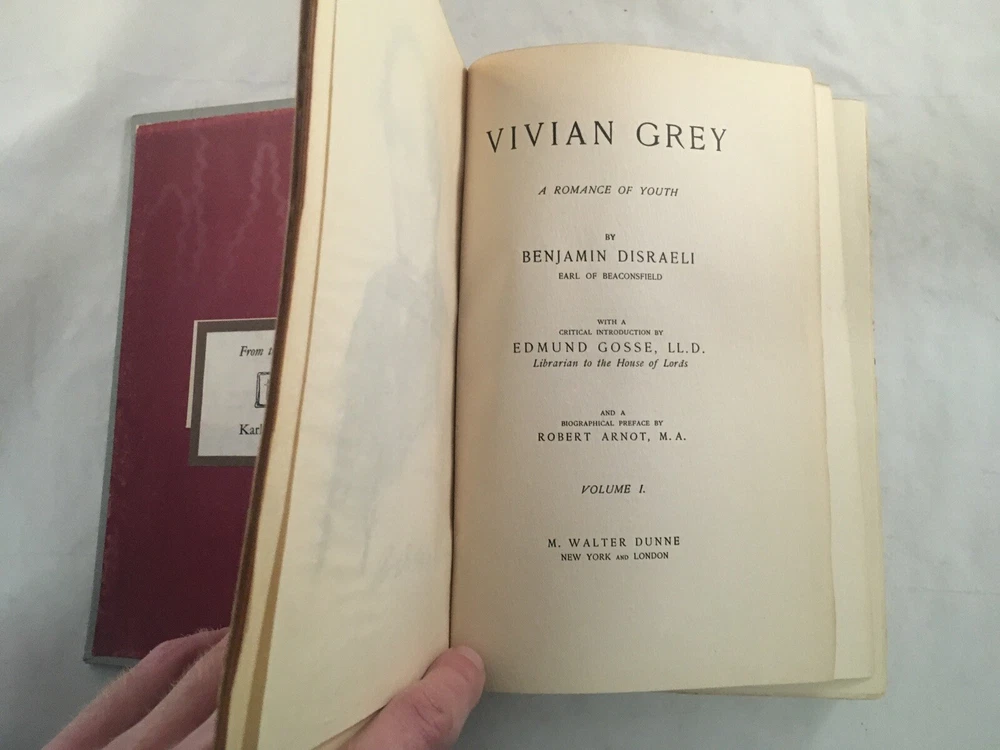 From
Karl
VIVIAN GREY
A ROMANCE OF YOUTH
BY
BENJAMIN DISRAELI
EARL OF BEACONSFIELD
WITH A
CRITICAL INTRODUCTION BY
EDMUND GOSSE, LL.D.
Librarian to the House of Lords
AND A
BIOGRAPHICAL PREFACE BY
ROBERT ARNOT, M.A.
VOLUME I.
M. WALTER DUNNE
NEW YORK AND LONDON